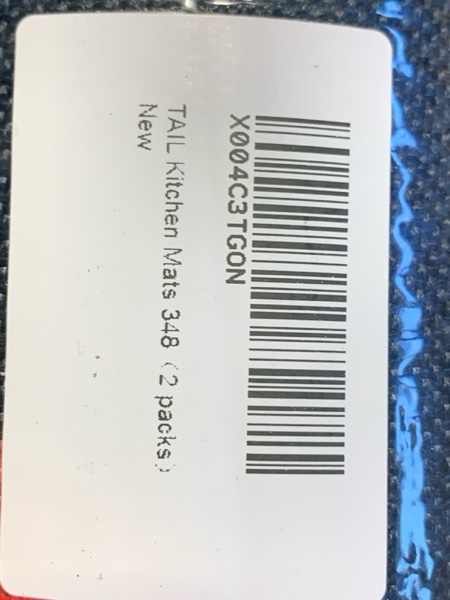 X004C3TGON
TAIL Kitchen Mats 348（2 packs）
New